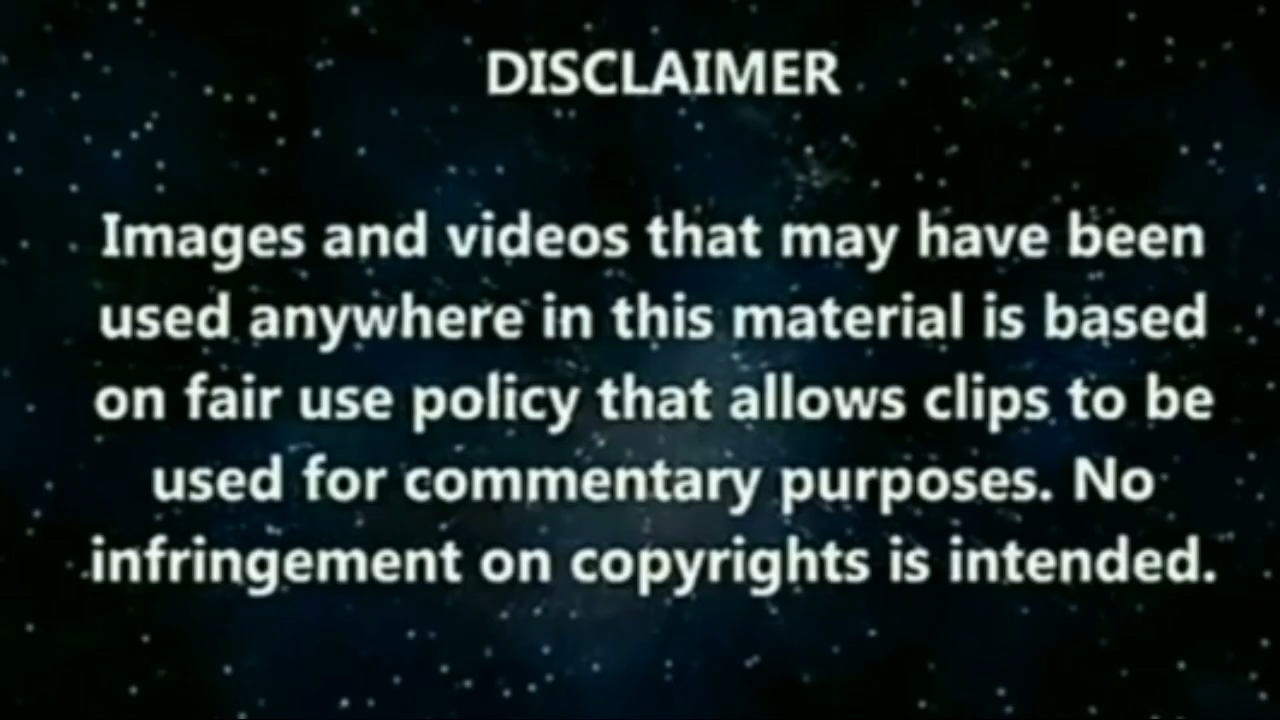 DISCLAIMER
Images and videos that may have been
used anywhere in this material is based
on fair use policy that allows clips to be
used for commentary purposes. No
infringement on copyrights is intended.